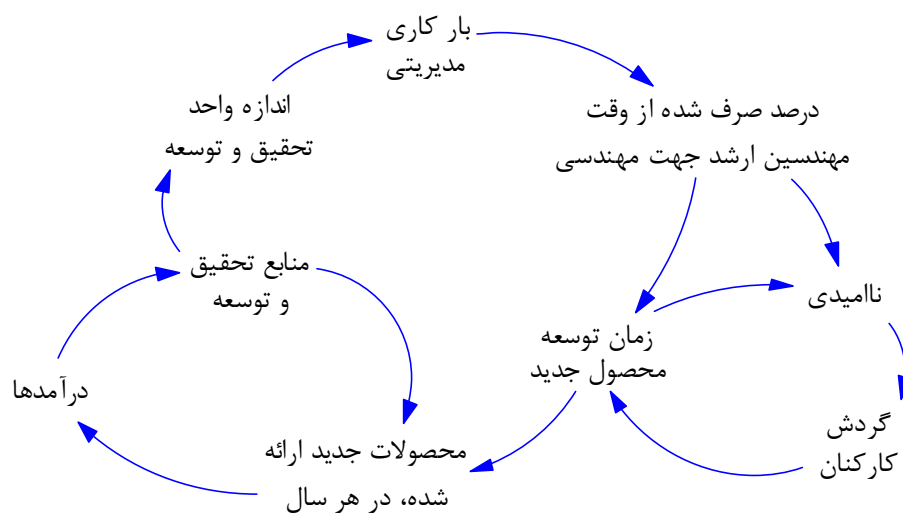 بار کاری
مدیریتی
اندازه واحد
تحقیق و توسعه
درصد صرف شده از وقت
مهندسین ارشد جهت مهندسی
منابع تحقیق
و توسعه
ناامیدی
زمان توسعه
محصول جدید
درآمدها
گردش
کارکنان
محصولات جدید ارائه
شده، در هر سال